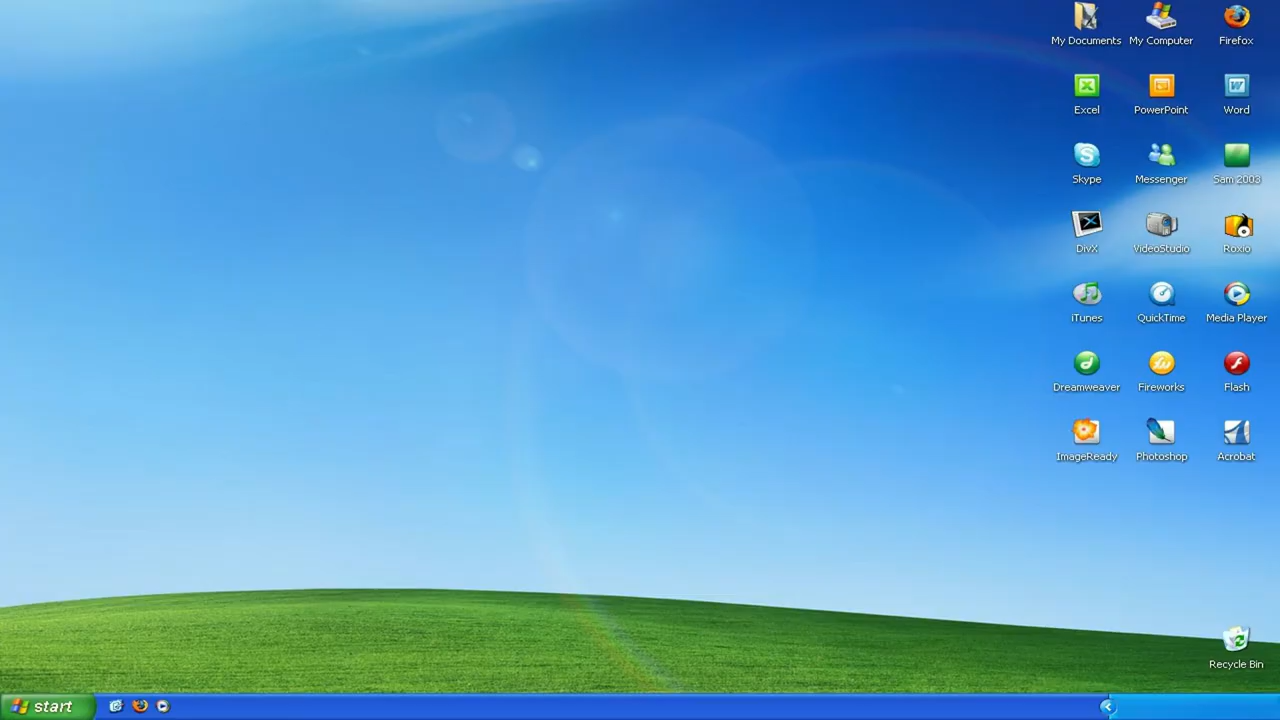 My Documents My Computer Firefox
Excel PowerPoint Word
Skype Messenger Sam 2003
DivX VideoStudio Roxio
iTunes QuickTime Media Player
Dreamweaver Fireworks Flash
ImageReady Photoshop Acrobat
Recycle Bin
start